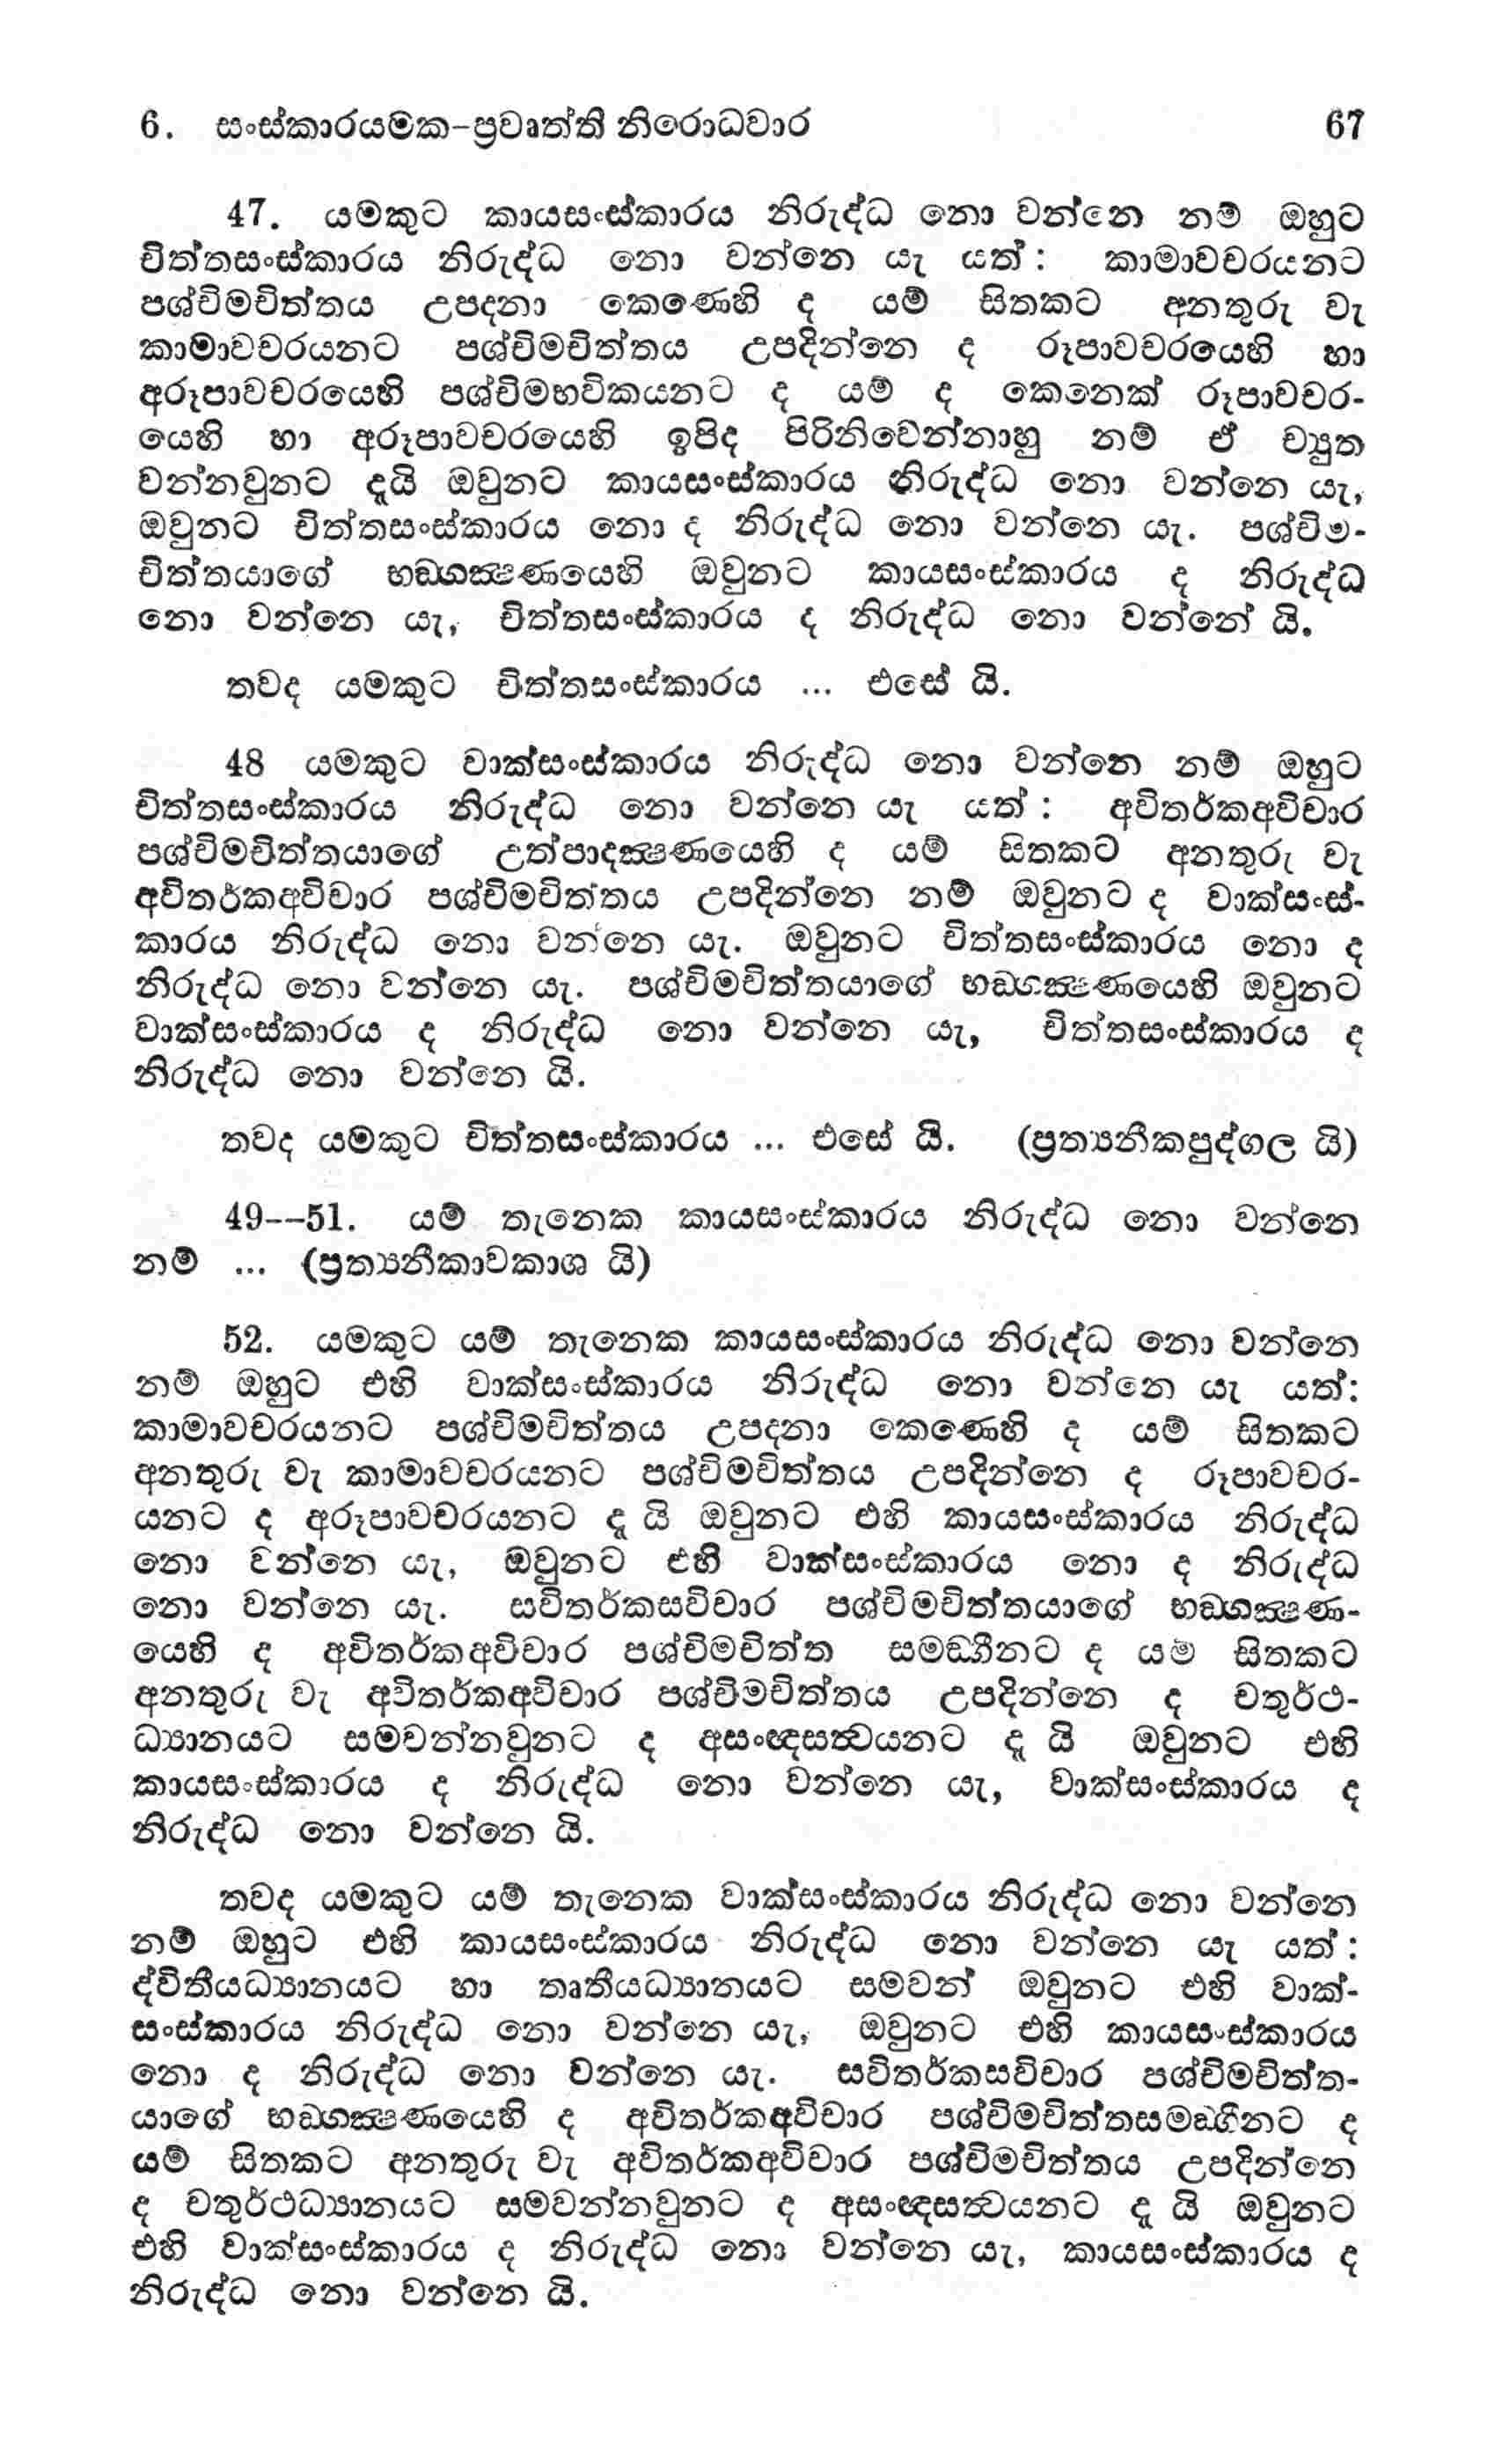 6. සංස්කාරයමක-ප්‍රවෘත්ති නිරොධවාර 67
47. යමකුට කායසංස්කාරය නිරුද්ධ නො වන්නෙ නම් ඔහුට
චිත්තසංස්කාරය නිරුද්ධ නො වන්නෙ යැ යත් : කාමාවචරයනට
පශ්චිමචිත්තය උපදනා කෙණෙහි ද යම් සිතකට අනතුරු වැ
කාමාවචරයනට පශ්චිමචිත්තය උපදින්නෙ ද රූපාවචරයෙහි හා
අරූපාවචරයෙහි පශ්චිමභවිකයනට ද යම් ද කෙනෙක් රූපාවචර-
යෙහි හා අරූපාවචරයෙහි ඉපිද පිරිනිවෙන්නාහු නම් ඒ ච්‍යුත
වන්නවුනට දැයි ඔවුනට කායසංස්කාරය නිරුද්ධ නො වන්නෙ යැ,
ඔවුනට චිත්තසංස්කාරය නො ද නිරුද්ධ නො වන්නෙ යැ. පශ්චිම-
චිත්තයාගේ භඞ්ගක්‍ෂණයෙහි ඔවුනට කායසංස්කාරය ද නිරුද්ධ
නො වන්නෙ යැ, චිත්තසංස්කාරය ද නිරුද්ධ නො වන්නේ යි.
තවද යමකුට චිත්තසංස්කාරය ... එසේ යි.
48 යමකුට වාක්සංස්කාරය නිරුද්ධ නො වන්නෙ නම් ඔහුට
චිත්තසංස්කාරය නිරුද්ධ නො වන්නෙ යැ යත් : අවිතර්කඅවිචාර
පශ්චිමචිත්තයාගේ උත්පාදක්‍ෂණයෙහි ද යම් සිතකට අනතුරු වැ
අවිතර්කඅවිචාර පශ්චිමචිත්තය උපදින්නෙ නම් ඔවුනට ද වාක්සංස්-
කාරය නිරුද්ධ නො වන්නෙ යැ. ඔවුනට චිත්තසංස්කාරය නො ද
නිරුද්ධ නො වන්නෙ යැ. පශ්චිමචිත්තයාගේ භඞ්ගක්‍ෂණයෙහි ඔවුනට
වාක්සංස්කාරය ද නිරුද්ධ නො වන්නෙ යැ, චිත්තසංස්කාරය ද
නිරුද්ධ නො වන්නෙ යි.
තවද යමකුට චිත්තසංස්කාරය ... එසේ යි. (ප්‍රත්‍යනීකපුද්ගල යි)
49--51. යම් තැනෙක කායසංස්කාරය නිරුද්ධ නො වන්නෙ
නම් ... (ප්‍රත්‍යනීකාවකාශ යි)
52. යමකුට යම් තැනෙක කායසංස්කාරය නිරුද්ධ නො වන්නෙ
නම් ඔහුට එහි වාක්සංස්කාරය නිරුද්ධ නො වන්නෙ යැ යත්:
කාමාවචරයනට පශ්චිමචිත්තය උපදනා කෙණෙහි ද යම් සිතකට
අනතුරු වැ කාමාවචරයනට පශ්චිමචිත්තය උපදින්නෙ ද රූපාවචර-
යනට ද අරූපාවචරයනට දැ යි ඔවුනට එහි කායසංස්කාරය නිරුද්ධ
නො වන්නෙ යැ, ඔවුනට එහි වාක්සංස්කාරය නො ද නිරුද්ධ
නො වන්නෙ යැ. සවිතර්කසවිචාර පශ්චිමචිත්තයාගේ භඞ්ගක්‍ෂණ-
යෙහි ද අවිතර්කඅවිචාර පශ්චිමචිත්ත සමඞ්ගීනට ද යම් සිතකට
අනතුරු වැ අවිතර්කඅවිචාර පශ්චිමචිත්තය උපදින්නෙ ද චතුර්ථ-
ධ්‍යානයට සමවන්නවුනට ද අසංඥසත්‍වයනට දැ යි ඔවුනට එහි
කායසංස්කාරය ද නිරුද්ධ නො වන්නෙ යැ, වාක්සංස්කාරය ද
නිරුද්ධ නො වන්නෙ යි.
තවද යමකුට යම් තැනෙක වාක්සංස්කාරය නිරුද්ධ නො වන්නෙ
නම් ඔහුට එහි කායසංස්කාරය නිරුද්ධ නො වන්නෙ යැ යත් :
ද්විතීයධ්‍යානයට හා තෘතීයධ්‍යානයට සමවන් ඔවුනට එහි වාක්-
සංස්කාරය නිරුද්ධ නො වන්නෙ යැ, ඔවුනට එහි කායසංස්කාරය
නො ද නිරුද්ධ නො වන්නෙ යැ. සවිතර්කසවිචාර පශ්චිමචිත්ත-
යාගේ භඞ්ගක්‍ෂණයෙහි ද අවිතර්කඅවිචාර පශ්චිමචිත්තසමඞ්ගීනට ද
යම් සිතකට අනතුරු වැ අවිතර්කඅවිචාර පශ්චිමචිත්තය උපදින්නෙ
ද චතුර්ථධ්‍යානයට සමවන්නවුනට ද අසංඥසත්‍වයනට දැ යි ඔවුනට
එහි වාක්සංස්කාරය ද නිරුද්ධ නො වන්නෙ යැ, කායසංස්කාරය ද
නිරුද්ධ නො වන්නෙ යි.